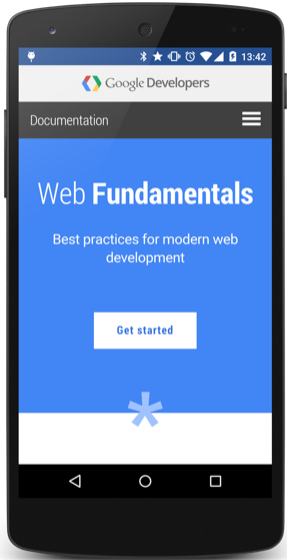 13:42
Google Developers
Documentation
Web Fundamentals
Best practices for modern web
development
Get started
*